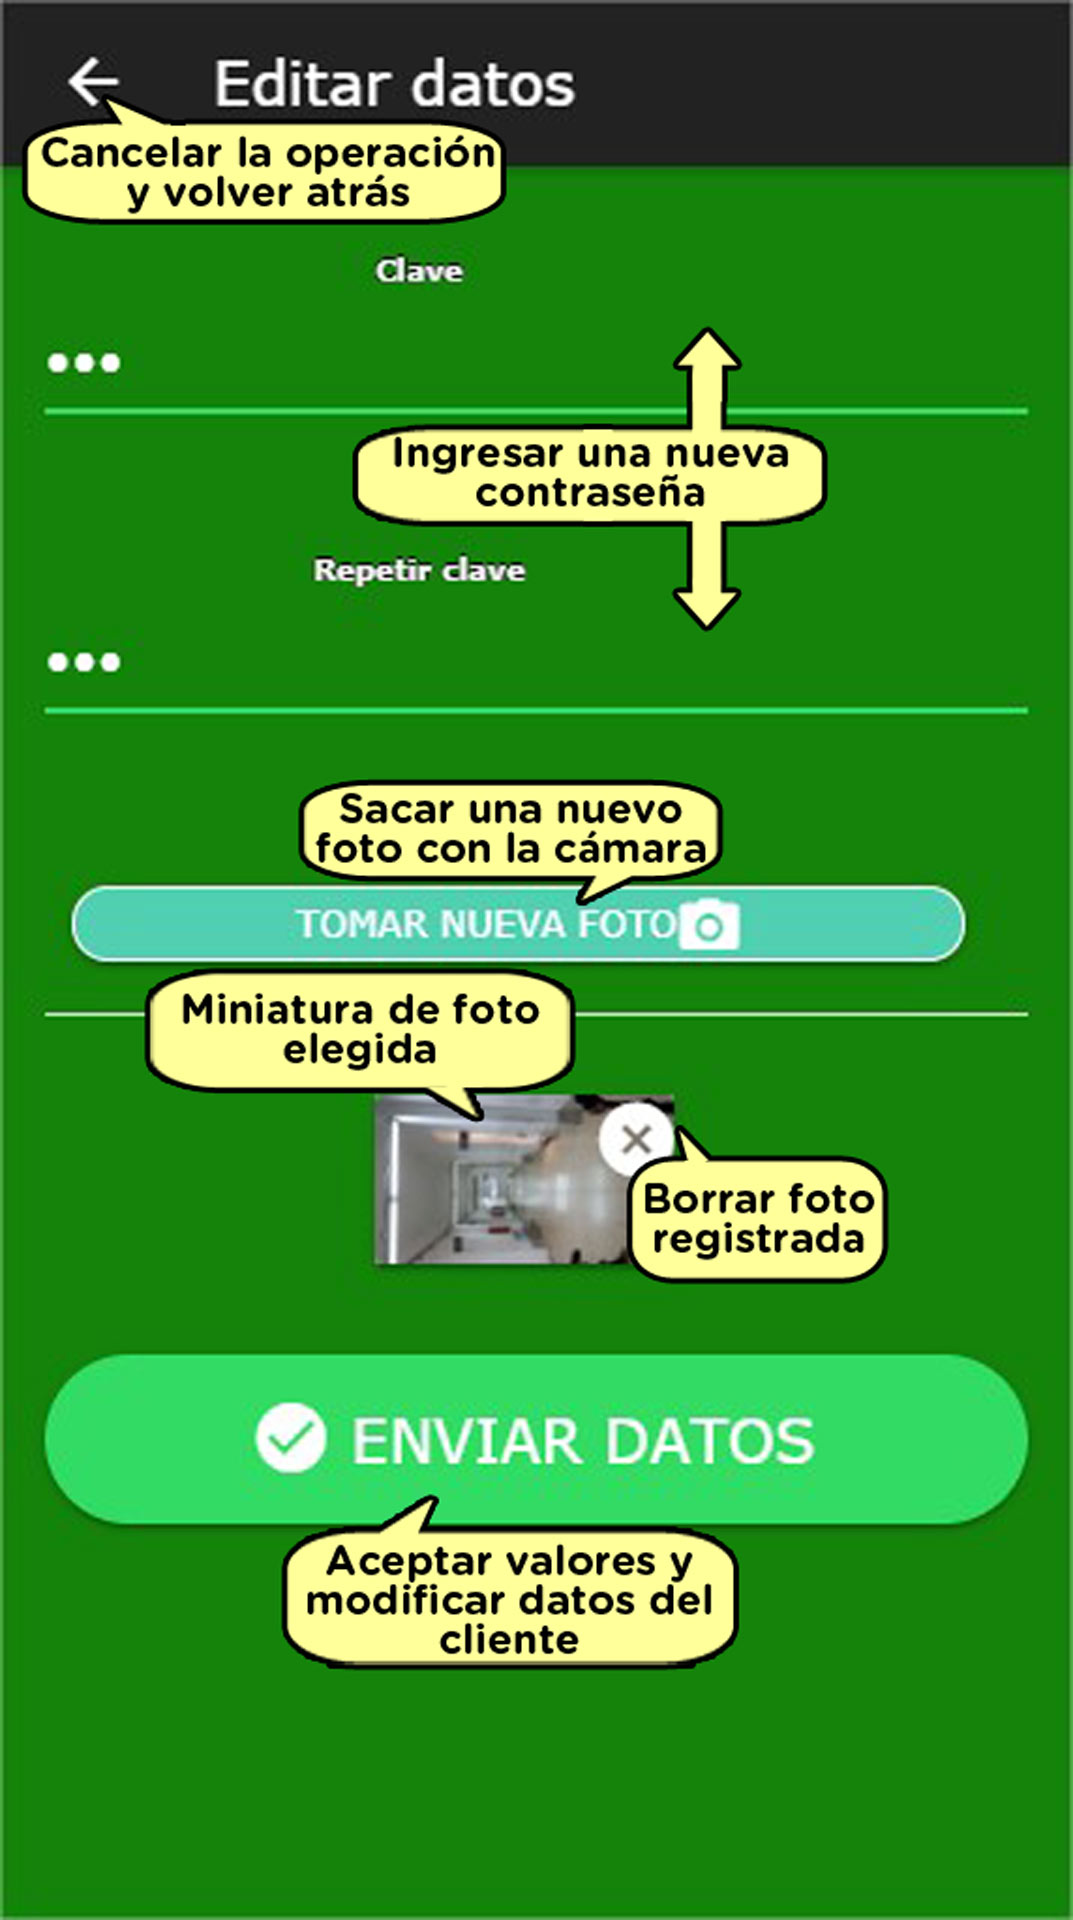 Editar datos
Cancelar la operación
y volver atrás
Clave
Ingresar una nueva
contraseña
Repetir clave
Sacar una nuevo
foto con la cámara
TOMAR NUEVA FOTO
Miniatura de foto
elegida
Borrar foto
registrada
ENVIAR DATOS
Aceptar valores y
modificar datos del
cliente